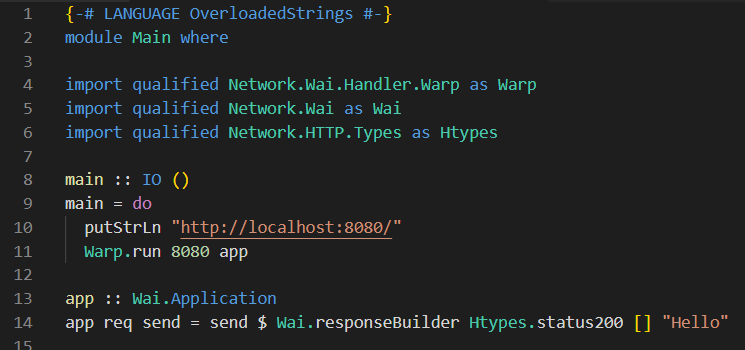 1 {-# LANGUAGE OverloadedStrings #-}
2 module Main where
3
4 import qualified Network.Wai.Handler.Warp as Warp
5 import qualified Network.Wai as Wai
6 import qualified Network.HTTP.Types as Htypes
7
8 main :: IO ()
9 main = do
10   putStrLn "http://localhost:8080/"
11   Warp.run 8080 app
12
13 app :: Wai.Application
14 app req send = send $ Wai.responseBuilder Htypes.status200 [] "Hello"
15